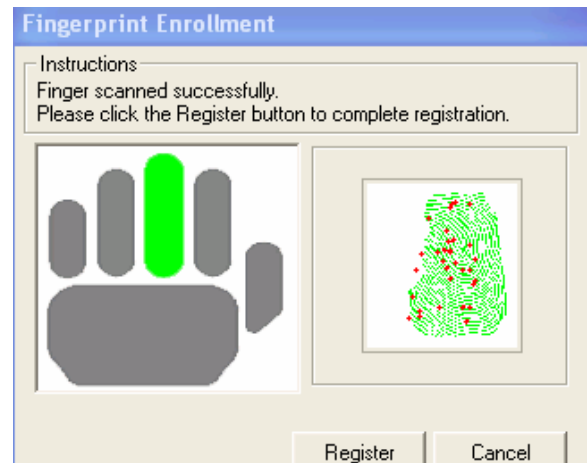 Fingerprint Enrollment
Instructions
Finger scanned successfully.
Please click the Register button to complete registration.
Register
Cancel